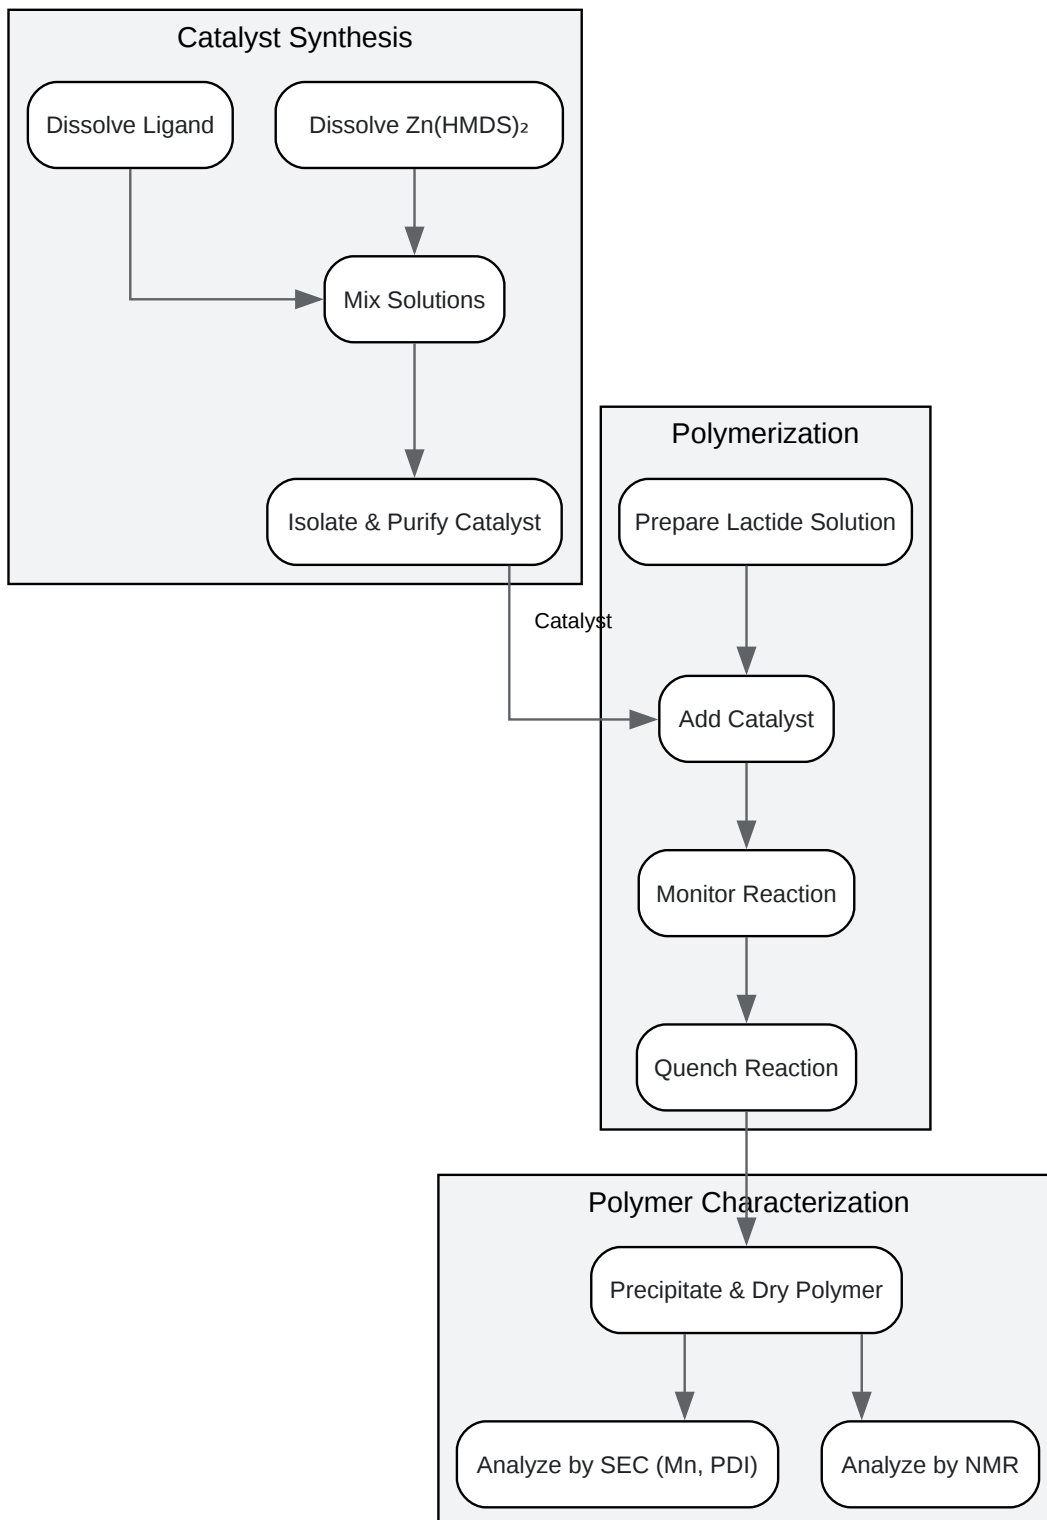 Catalyst Synthesis
Dissolve Ligand
Dissolve Zn(HMDS)₂
Mix Solutions
Isolate & Purify Catalyst
Catalyst
Polymerization
Prepare Lactide Solution
Add Catalyst
Monitor Reaction
Quench Reaction
Polymer Characterization
Precipitate & Dry Polymer
Analyze by SEC (Mn, PDI)
Analyze by NMR